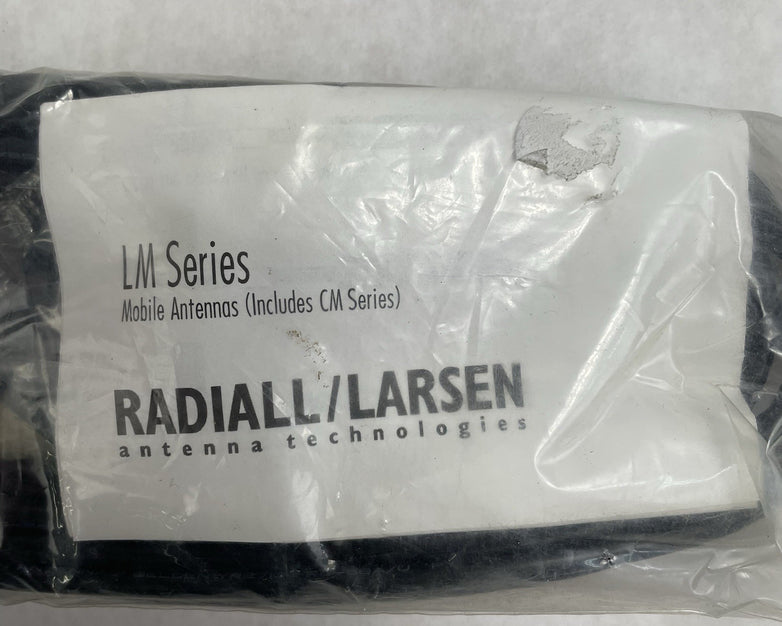 LM Series
Mobile Antennas (Includes CM Series)
RADIALL/LARSEN
antenna technologies